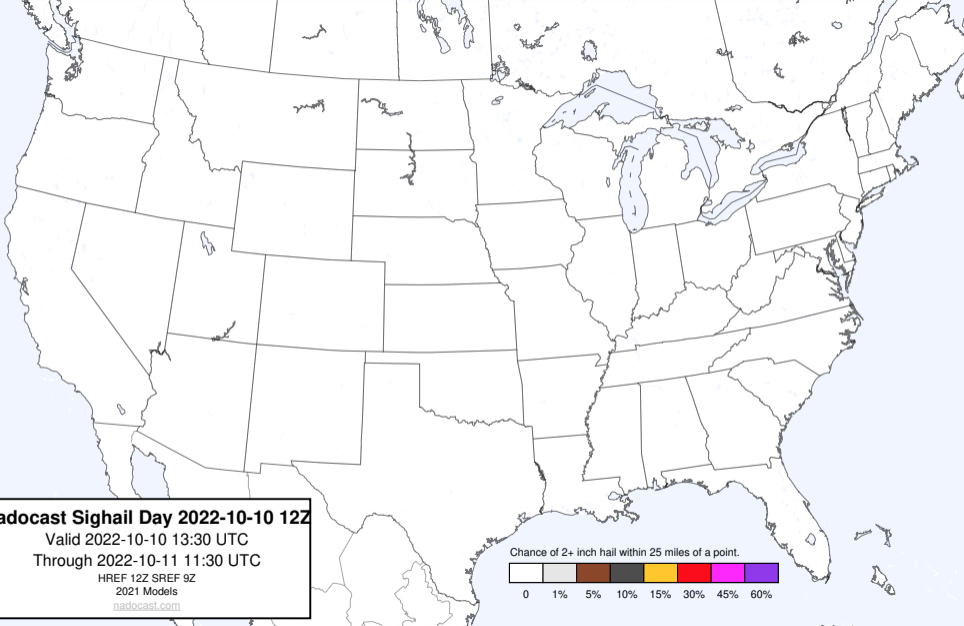 adocast Sighail Day 2022-10-10 12Z
Valid 2022-10-10 13:30 UTC
Through 2022-10-11 11:30 UTC
HREF 12Z SREF 9Z
2021 Models
nadocast.com
Chance of 2+ inch hail within 25 miles of a point.
0 1% 5% 10% 15% 30% 45% 60%